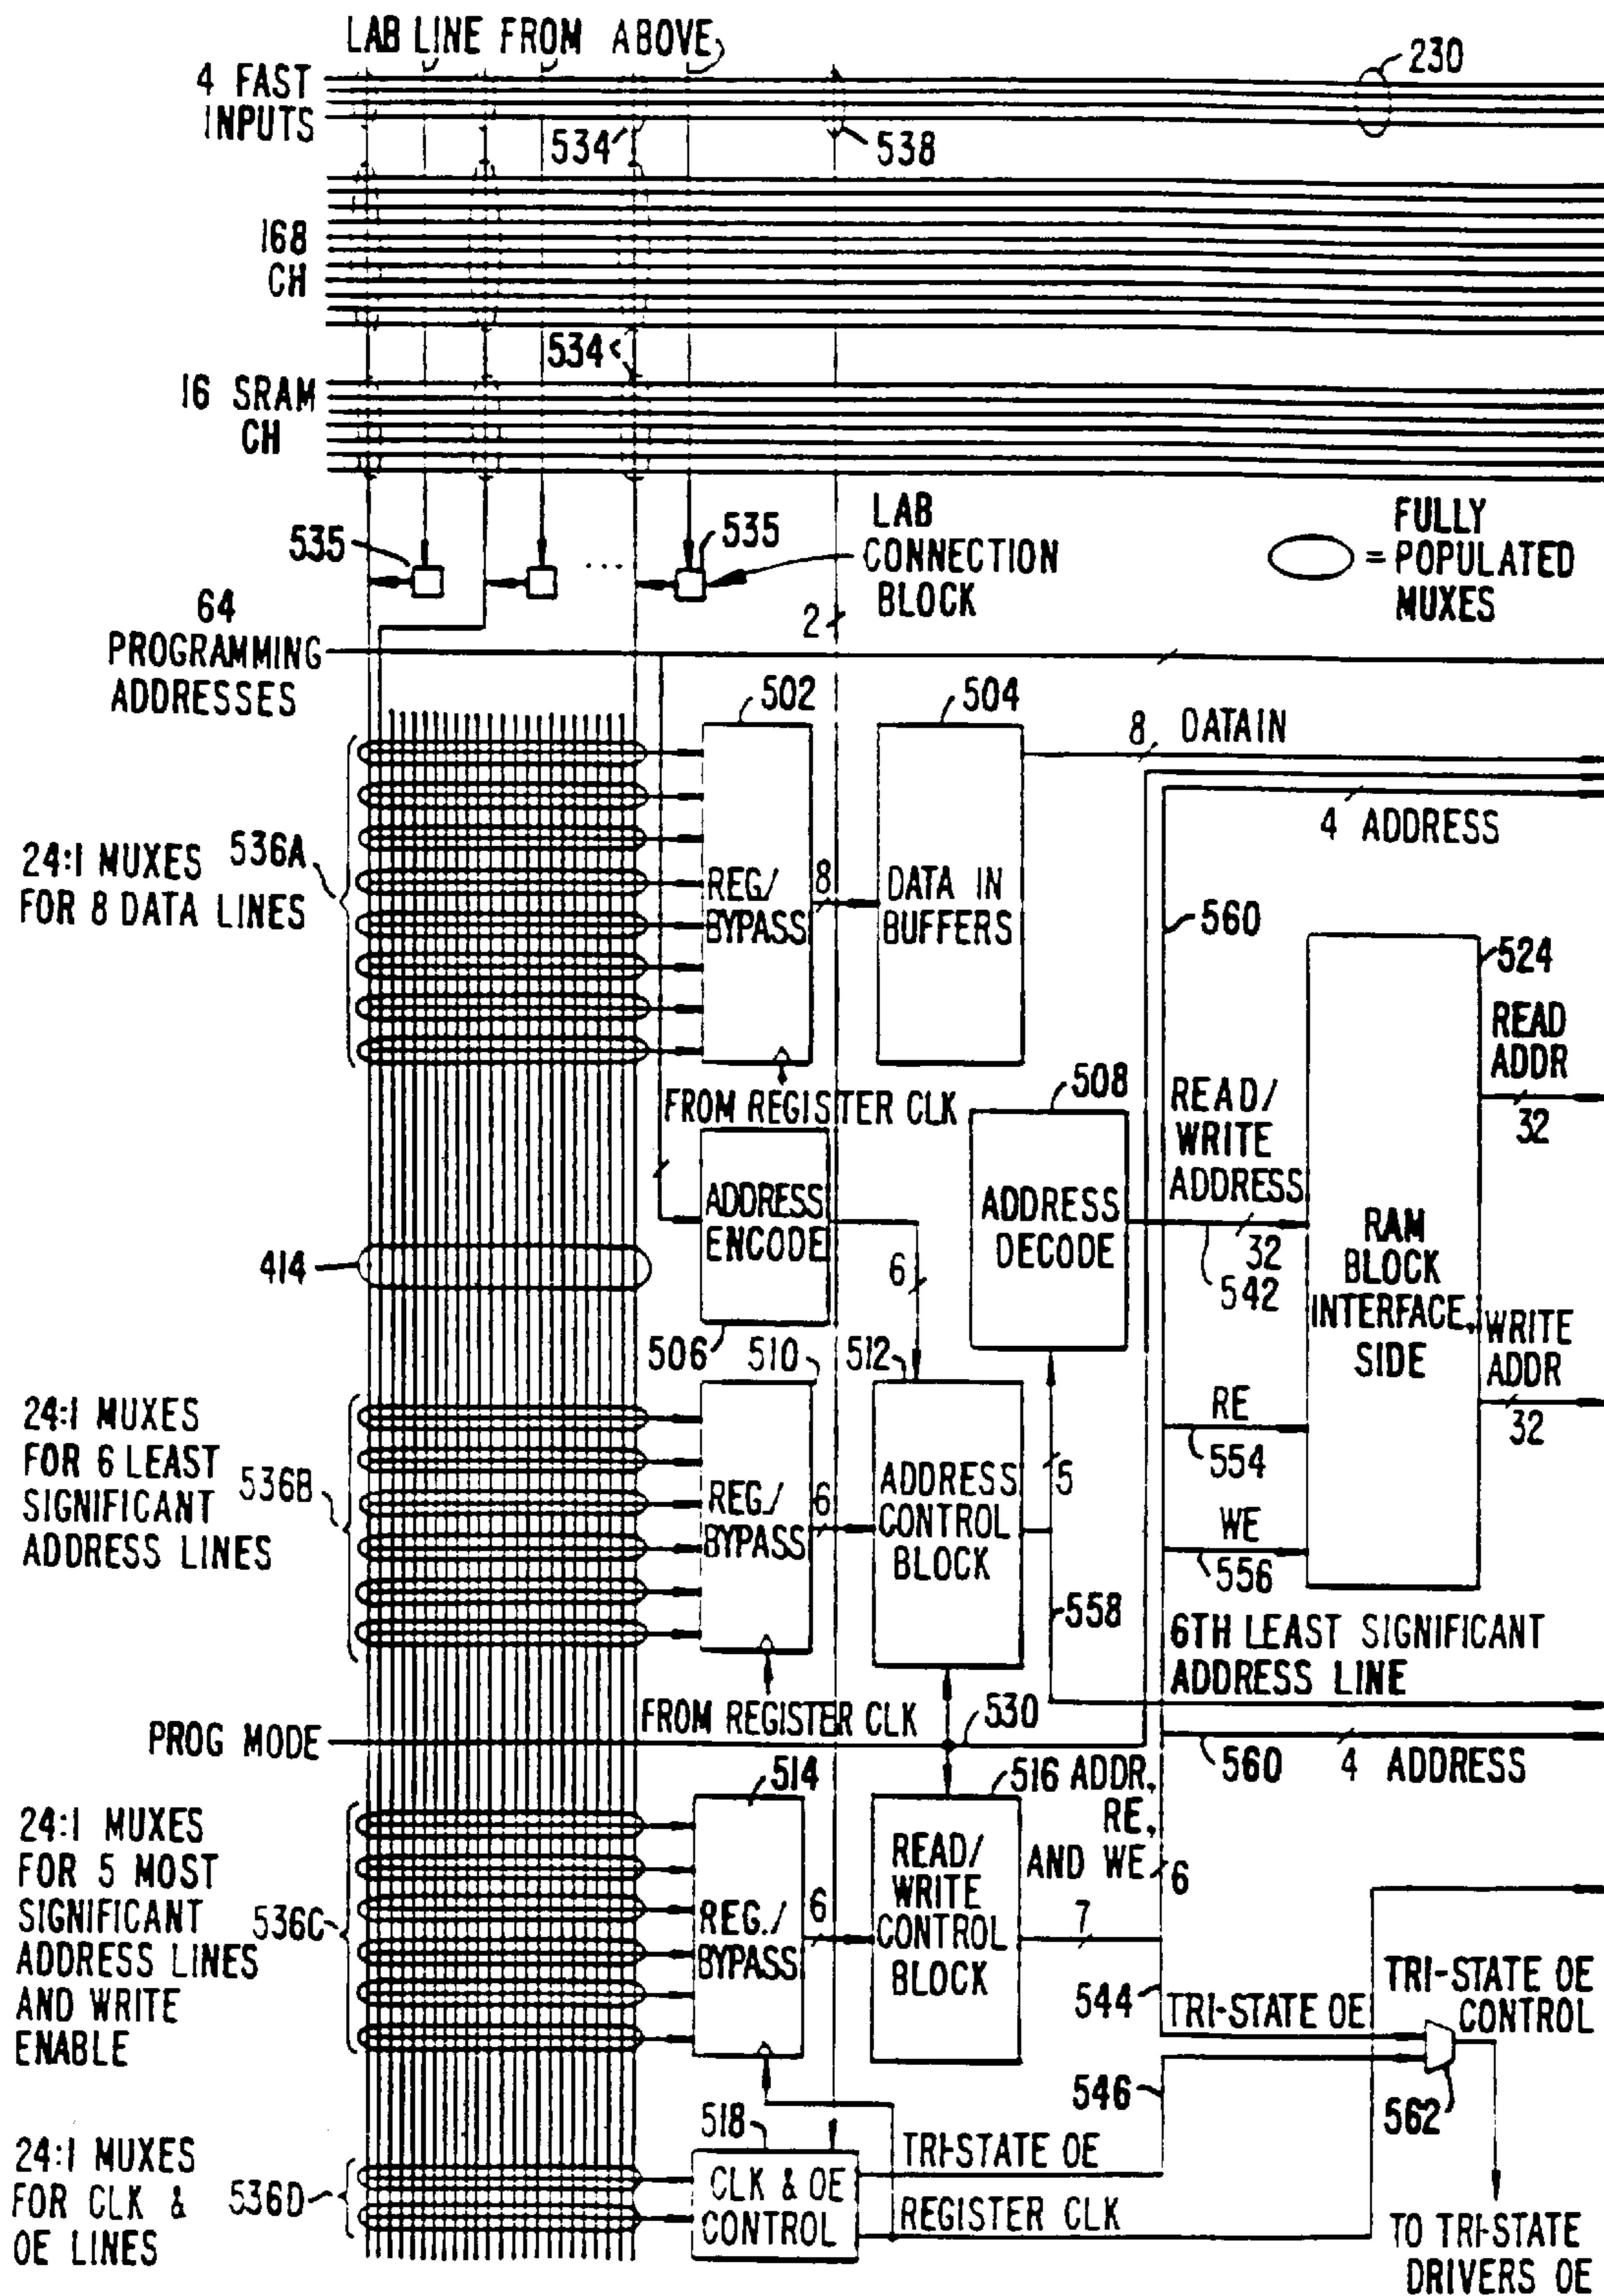 LAB LINE FROM ABOVE
4 FAST
INPUTS
230
534
538
168
CH
534
16 SRAM
CH
535
535
LAB
CONNECTION
BLOCK
FULLY
= POPULATED
MUXES
...
64
PROGRAMMING
ADDRESSES
2
502
504
8 DATAIN
4 ADDRESS
24:1 MUXES
FOR 8 DATA LINES
536A
REG/
BYPASS
8
DATA IN
BUFFERS
560
524
READ
ADDR
32
FROM REGISTER CLK
508
READ/
WRITE
ADDRESS
32
542
ADDRESS
ENCODE
6
ADDRESS
DECODE
RAM
BLOCK
INTERFACE,
SIDE
414
506
510
512
WRITE
ADDR
32
24:1 MUXES
FOR 6 LEAST
SIGNIFICANT
ADDRESS LINES
536B
REG./
BYPASS
6
ADDRESS
CONTROL
BLOCK
5
RE
554
WE
556
558
6TH LEAST SIGNIFICANT
ADDRESS LINE
FROM REGISTER CLK
530
PROG MODE
560
4 ADDRESS
514
516
ADDR,
RE,
AND WE
6
24:1 MUXES
FOR 5 MOST
SIGNIFICANT
ADDRESS LINES
AND WRITE
ENABLE
536C
REG./
BYPASS
6
READ/
WRITE
CONTROL
BLOCK
7
544
TRI-STATE OE
TRI-STATE OE
CONTROL
546
562
518
24:1 MUXES
FOR CLK &
OE LINES
536D
CLK & OE
CONTROL
TRI-STATE OE
REGISTER CLK
TO TRI-STATE
DRIVERS OE